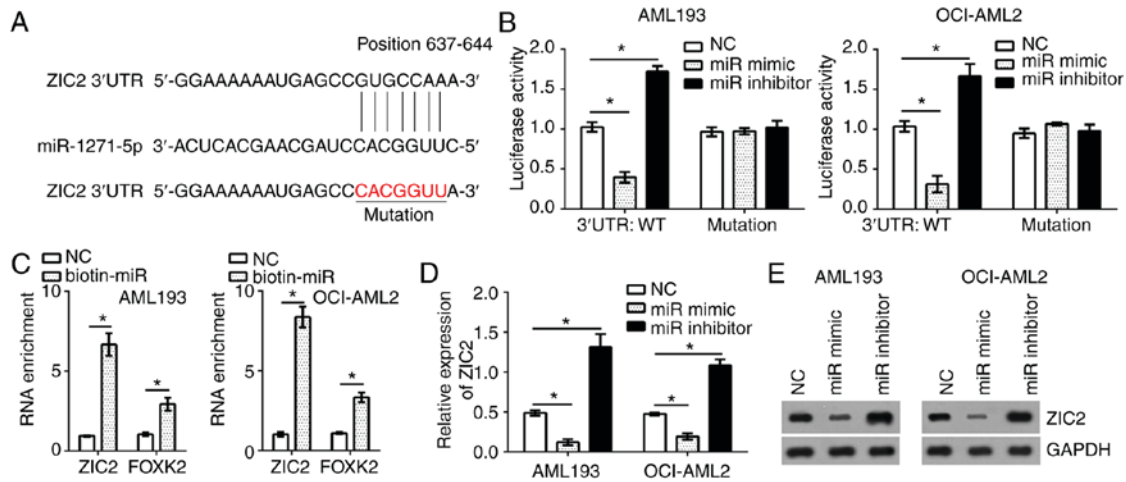 A
Position 637-644
ZIC2 3'UTR 5'-GGAAAAAAUGAGCCGUGCCAAA-3'
miR-1271-5p 3'-ACUCACGAACGAUCCACGGUUC-5'
ZIC2 3'UTR 5'-GGAAAAAAUGAGCCCACGGUUA-3'
Mutation
B
AML193
NC
miR mimic
miR inhibitor
Luciferase activity
2.0
1.5
1.0
0.5
0.0
*
*
3'UTR: WT Mutation
OCI-AML2
NC
miR mimic
miR inhibitor
Luciferase activity
2.0
1.5
1.0
0.5
0.0
*
*
3'UTR: WT Mutation
C
NC
biotin-miR
AML193
RNA enrichment
10
5
0
*
*
ZIC2 FOXK2
NC
biotin-miR
OCI-AML2
RNA enrichment
10
5
0
*
*
ZIC2 FOXK2
D
NC
miR mimic
miR inhibitor
Relative expression
of ZIC2
2.0
1.5
1.0
0.5
0.0
*
*
*
*
AML193 OCI-AML2
E
AML193 OCI-AML2
NC miR mimic miR inhibitor NC miR mimic miR inhibitor
ZIC2
GAPDH